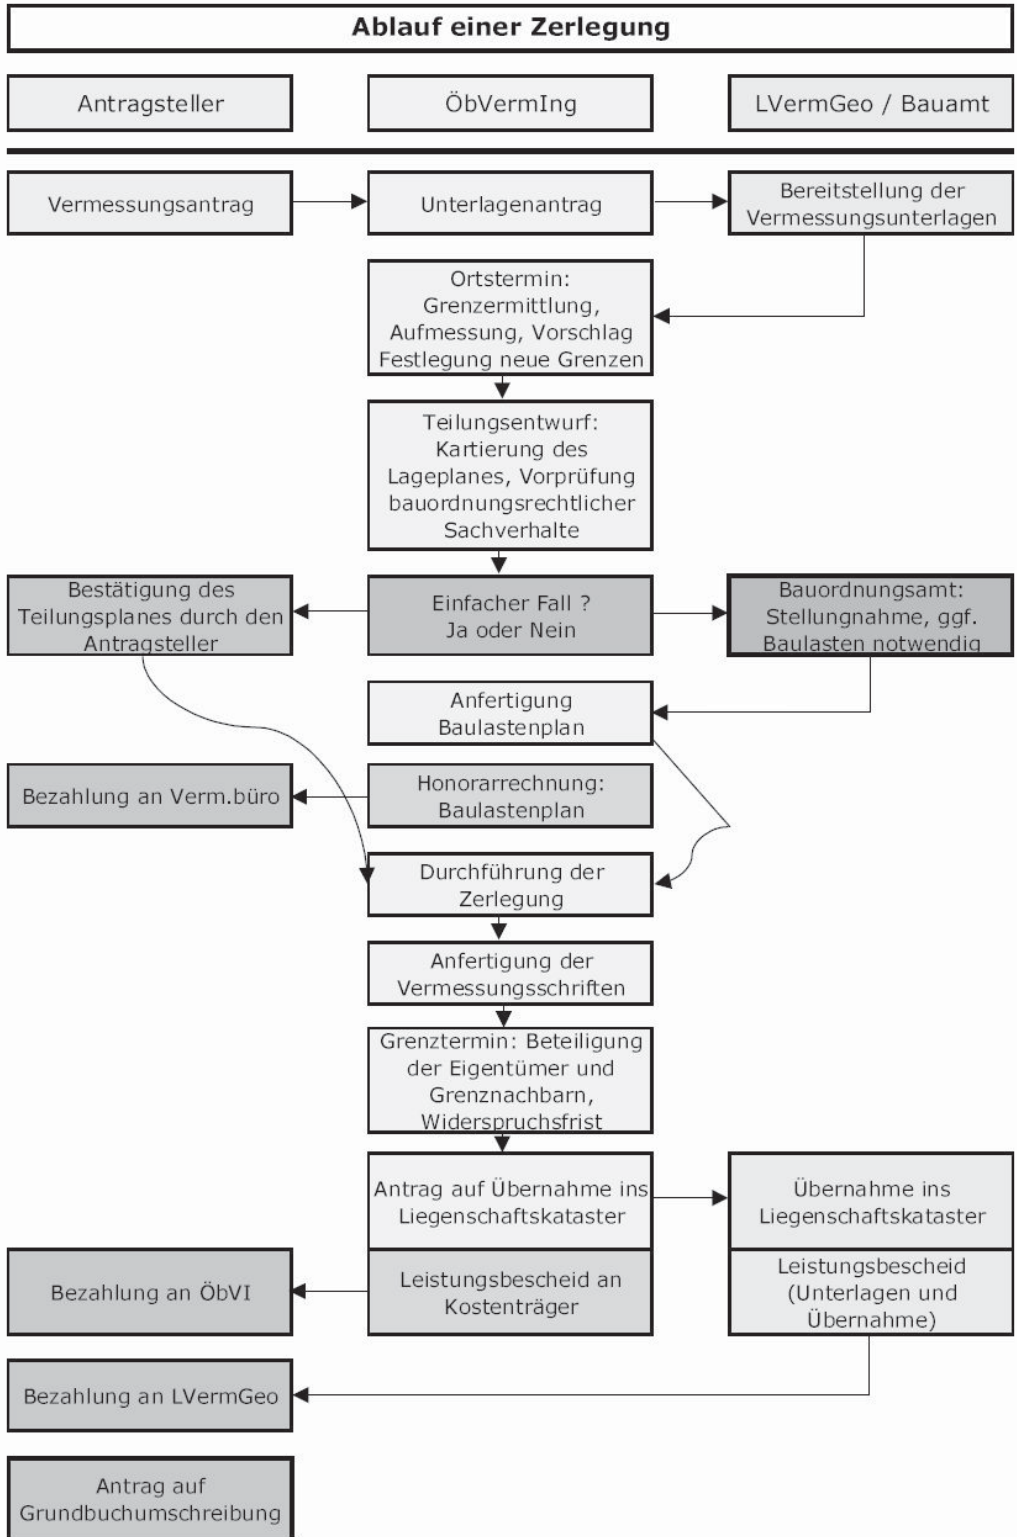 Ablauf einer Zerlegung
Antragsteller
ÖbVermIng
LVermGeo / Bauamt
Vermessungsantrag
Unterlagenantrag
Bereitstellung der
Vermessungsunterlagen
Ortstermin:
Grenzermittlung,
Aufmessung, Vorschlag
Festlegung neue Grenzen
Teilungsentwurf:
Kartierung des
Lageplanes, Vorprüfung
bauordnungsrechtlicher
Sachverhalte
Bestätigung des
Teilungsplanes durch den
Antragsteller
Einfacher Fall ?
Ja oder Nein
Bauordnungsamt:
Stellungnahme, ggf.
Baulasten notwendig
Anfertigung
Baulastenplan
Bezahlung an Verm.büro
Honorarrechnung:
Baulastenplan
Durchführung der
Zerlegung
Anfertigung der
Vermessungsschriften
Grenztermin: Beteiligung
der Eigentümer und
Grenznachbarn,
Widerspruchsfrist
Antrag auf Übernahme ins
Liegenschaftskataster
Übernahme ins
Liegenschaftskataster
Bezahlung an ÖbVI
Leistungsbescheid an
Kostenträger
Leistungsbescheid
(Unterlagen und
Übernahme)
Bezahlung an LVermGeo
Antrag auf
Grundbuchumschreibung